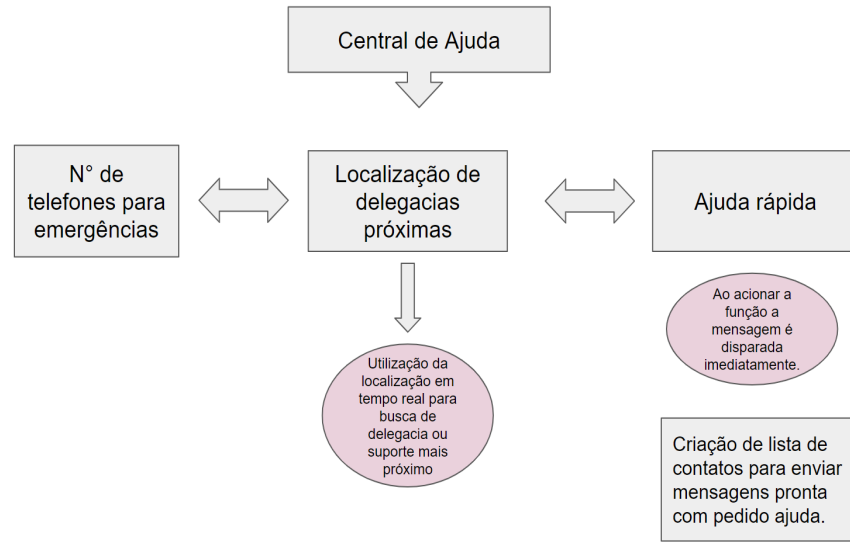 Central de Ajuda
N° de
telefones para
emergências
Localização de
delegacias
próximas
Ajuda rápida
Ao acionar a
função a
mensagem é
disparada
imediatamente.
Utilização da
localização em
tempo real para
busca de
delegacia ou
suporte mais
próximo
Criação de lista de
contatos para enviar
mensagens pronta
com pedido ajuda.